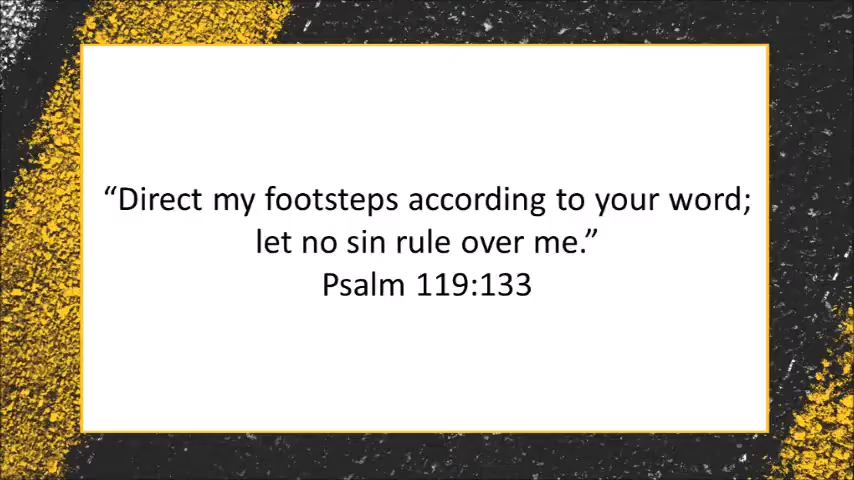 “Direct my footsteps according to your word;
let no sin rule over me.”
Psalm 119:133